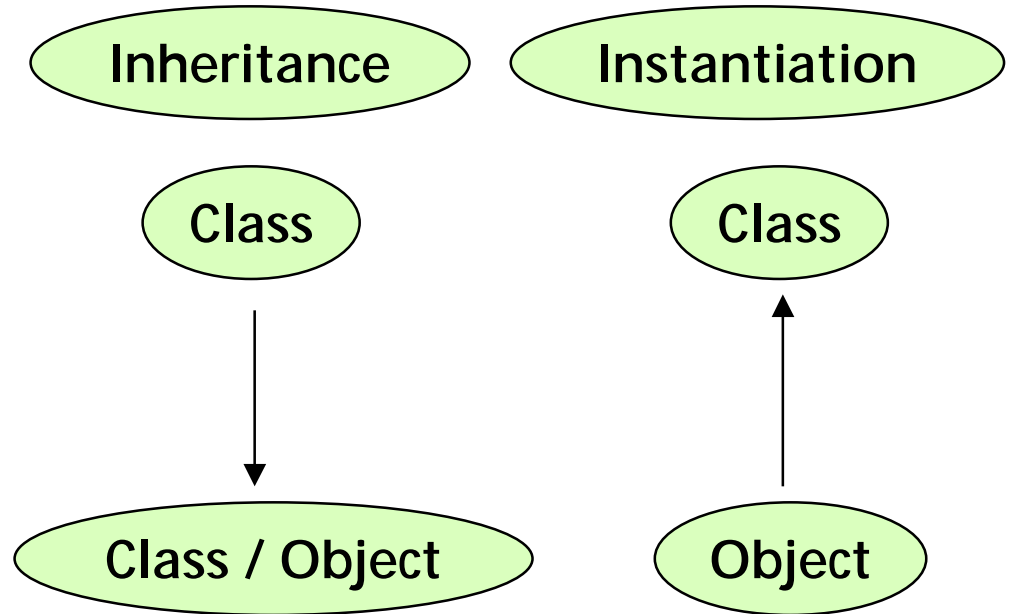 Inheritance
Instantiation
Class
Class
Class / Object
Object